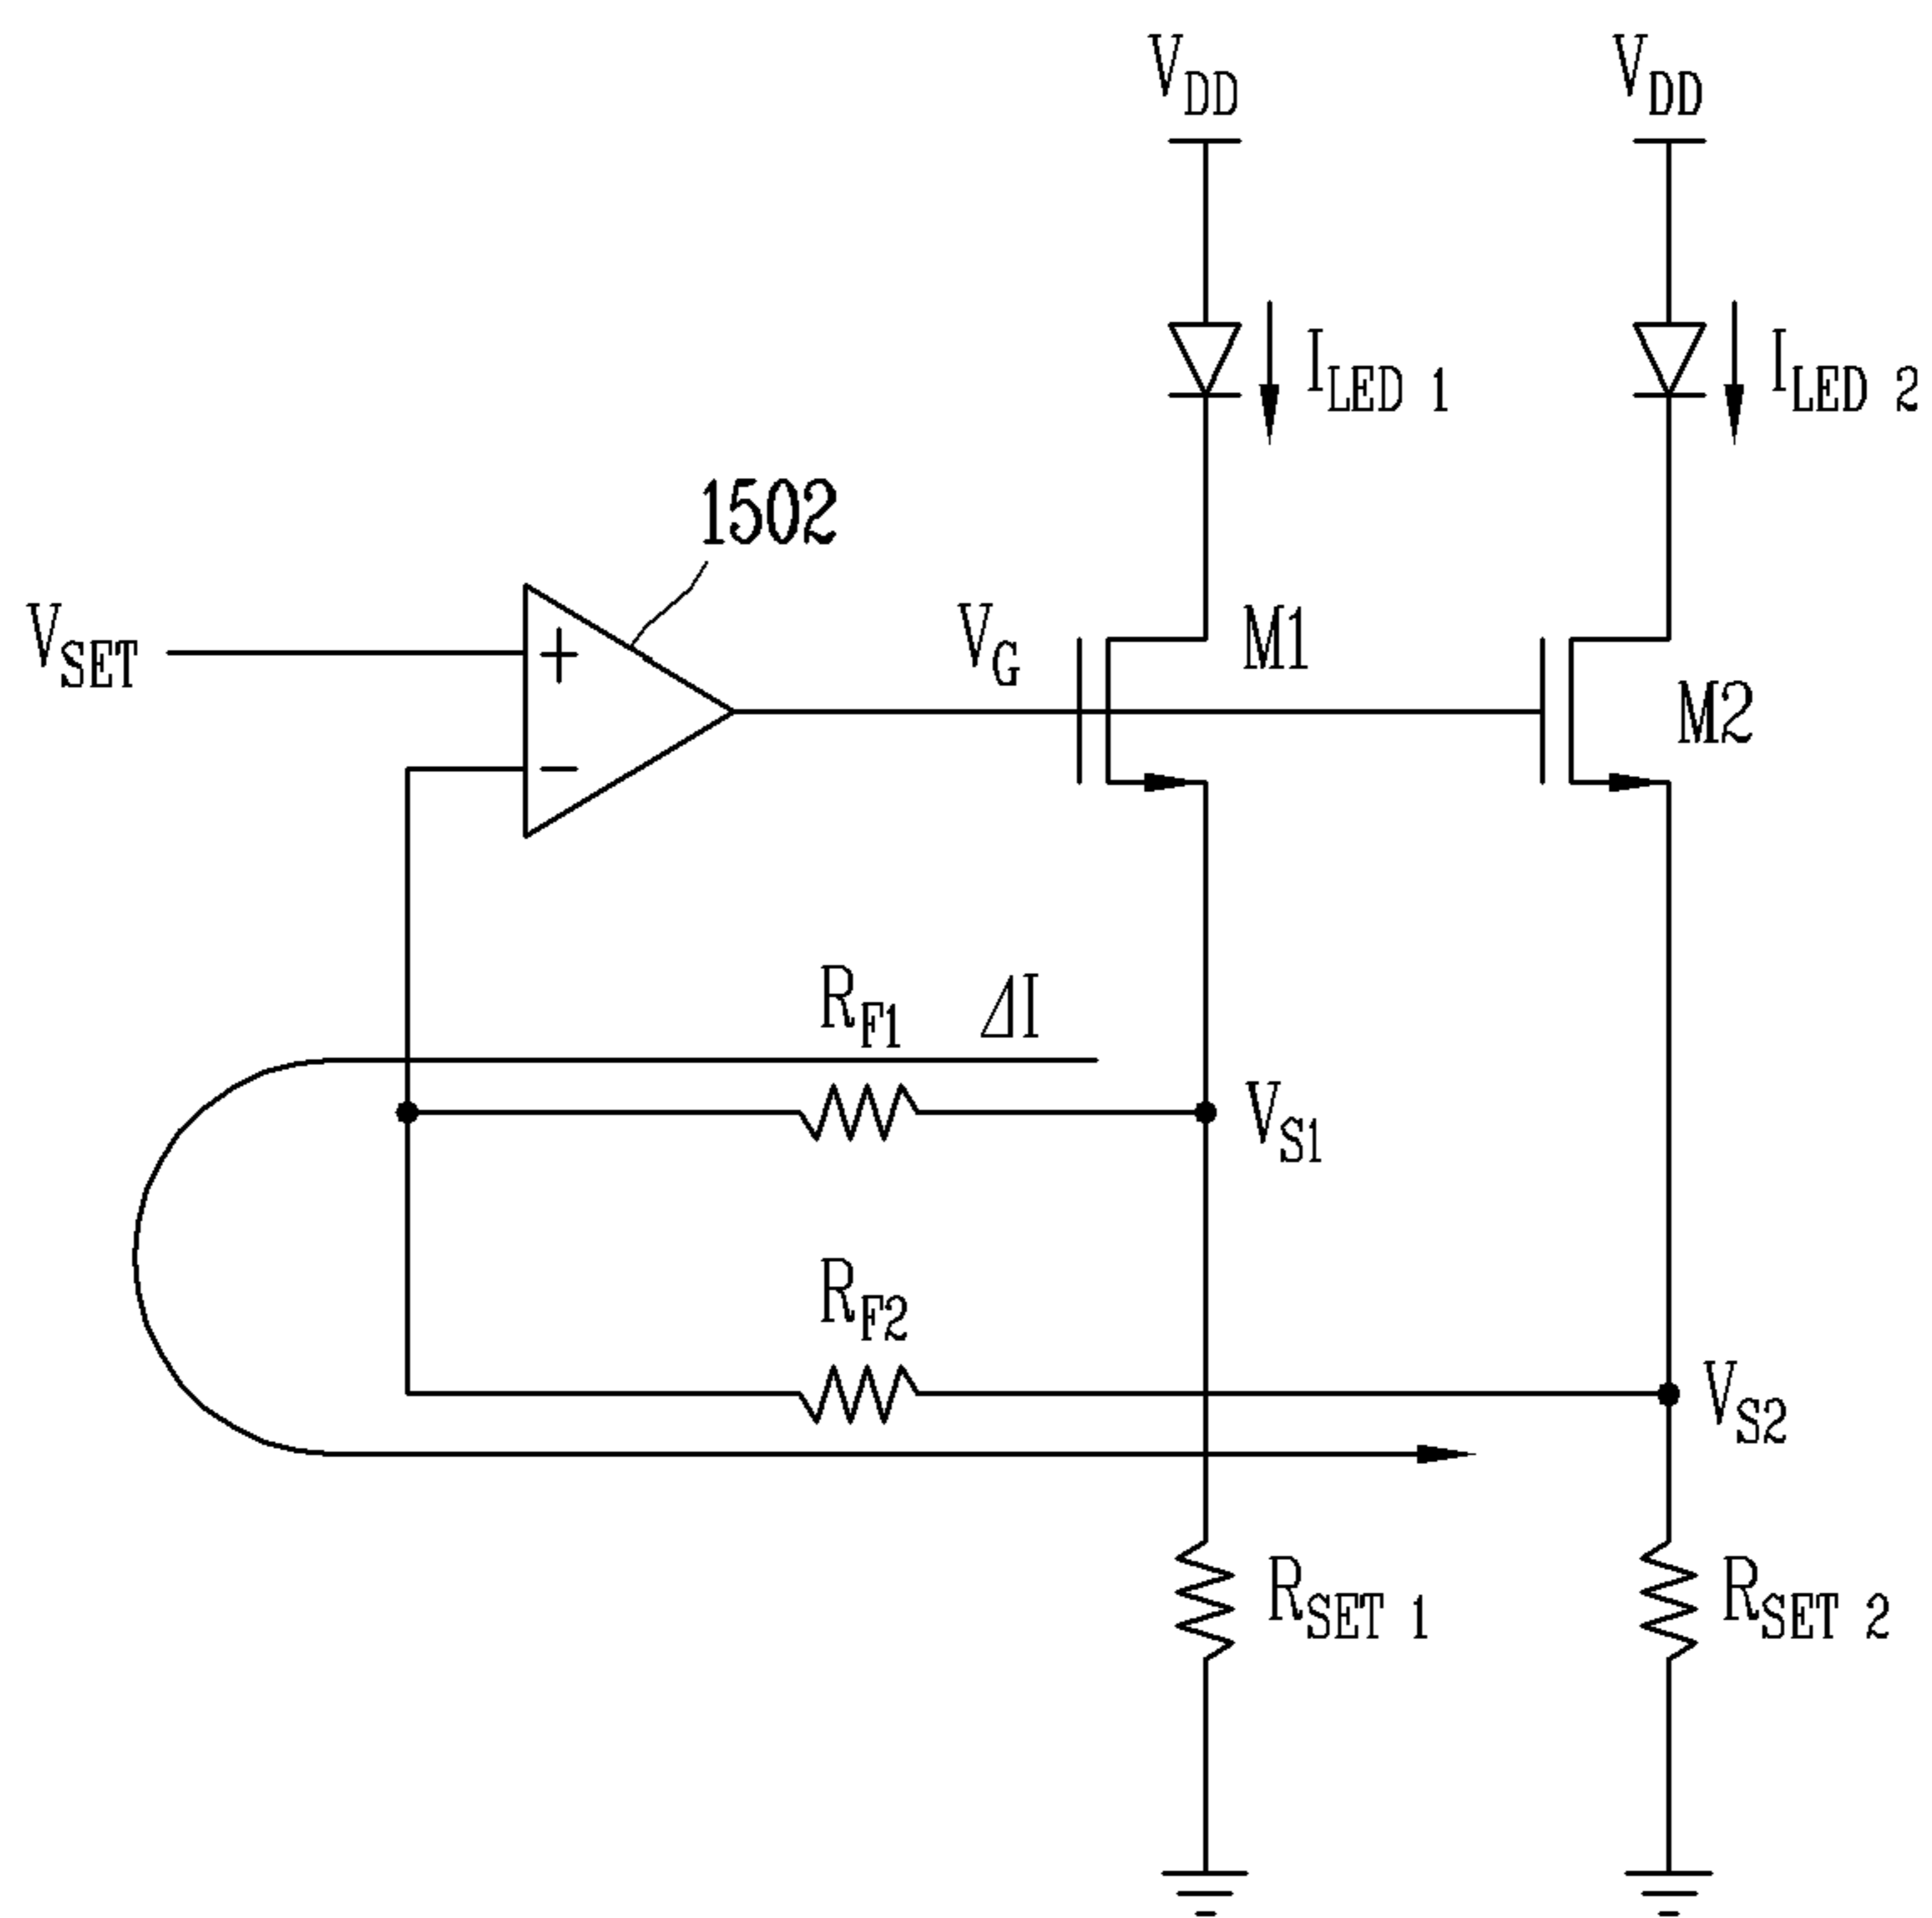 VDD VDD
ILED 1 ILED 2
1502
VSET + VG M1
M2
−
RF1 ΔI
VS1
RF2
VS2
RSET 1 RSET 2